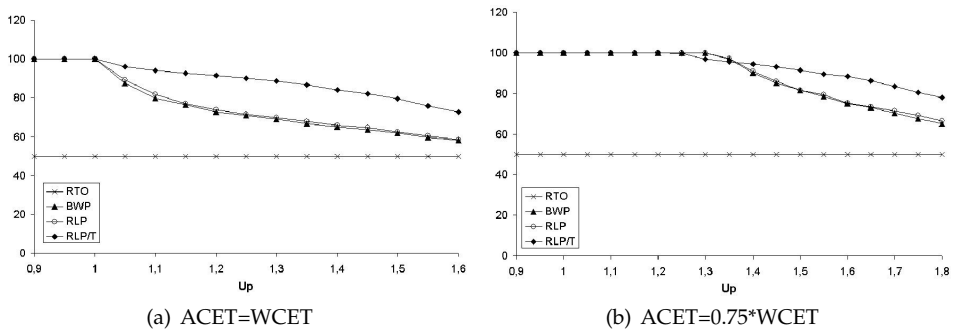 120
100
80
60
40
20
0
RTO
BWP
RLP
RLP/T
0,9 1 1,1 1,2 1,3 1,4 1,5 1,6
Up
(a) ACET=WCET
120
100
80
60
40
20
0
RTO
BWP
RLP
RLP/T
0,9 1 1,1 1,2 1,3 1,4 1,5 1,6 1,7 1,8
Up
(b) ACET=0.75*WCET